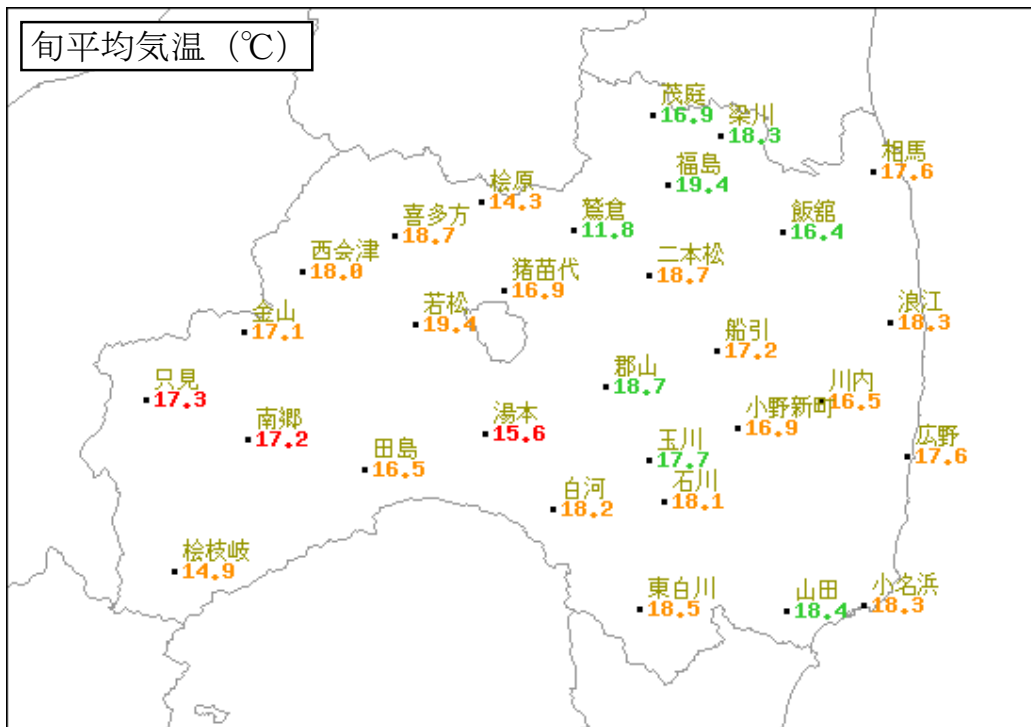 旬平均気温（℃）
茂庭
16.9
梁川
18.3
相馬
17.6
福島
19.4
桧原
14.3
鷲倉
11.8
飯舘
16.4
喜多方
18.7
西会津
18.0
二本松
18.7
猪苗代
16.9
若松
19.4
金山
17.1
浪江
18.3
船引
17.2
郡山
18.7
只見
17.3
川内
16.5
小野新町
16.9
南郷
17.2
湯本
15.6
田島
16.5
玉川
17.7
広野
17.6
石川
18.1
白河
18.2
桧枝岐
14.9
東白川
18.5
山田
18.4
小名浜
18.3